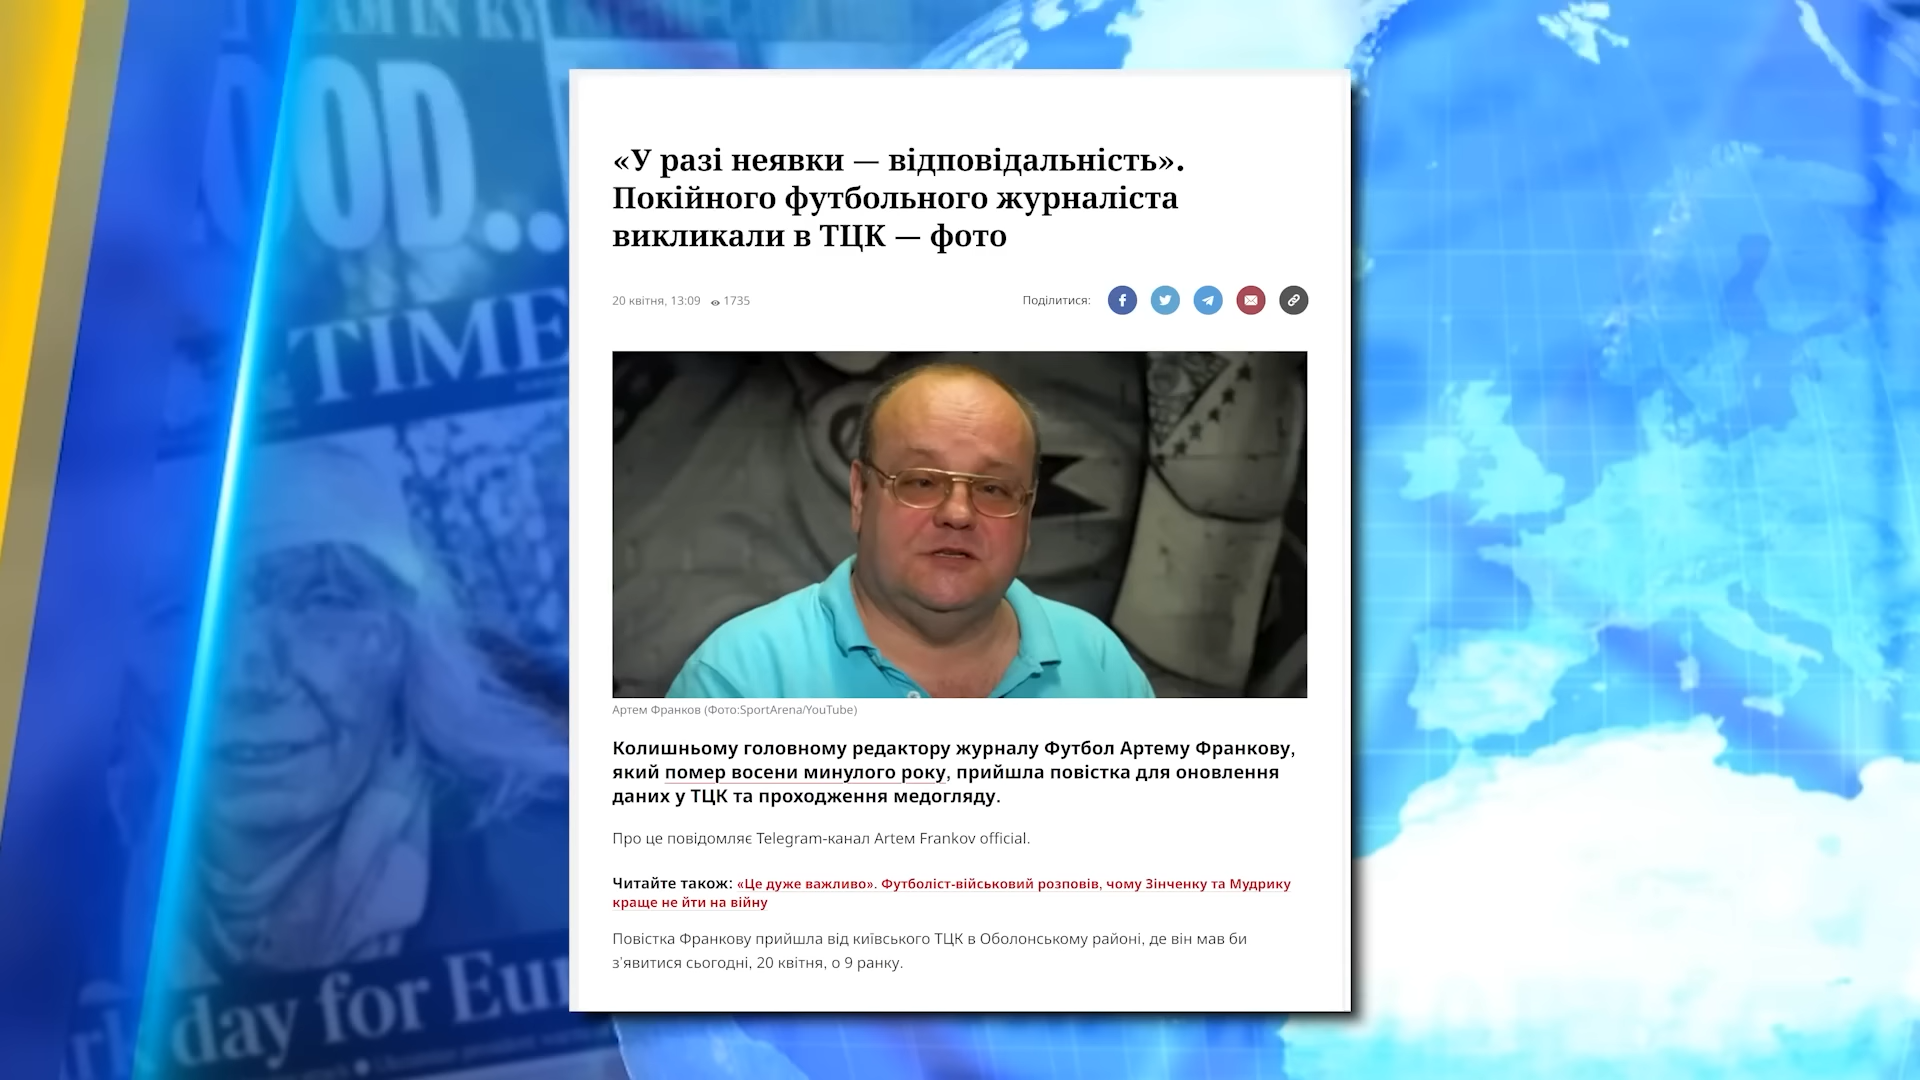 «У разі неявки — відповідальність».
Покійного футбольного журналіста
викликали в ТЦК — фото
20 квітня, 13:09 1735
Поділитися:
Артем Франков (Фото:SportArena/YouTube)
Колишньому головному редактору журналу Футбол Артему Франкову,
який помер восени минулого року, прийшла повістка для оновлення
даних у ТЦК та проходження медогляду.
Про це повідомляє Telegram-канал Artем Frankov official.
Читайте також: «Це дуже важливо». Футболіст-військовий розповів, чому Зінченку та Мудрику
краще не йти на війну
Повістка Франкову прийшла від київського ТЦК в Оболонському районі, де він мав би
з'явитися сьогодні, 20 квітня, о 9 ранку.
OOD...
TIME
day for Eur